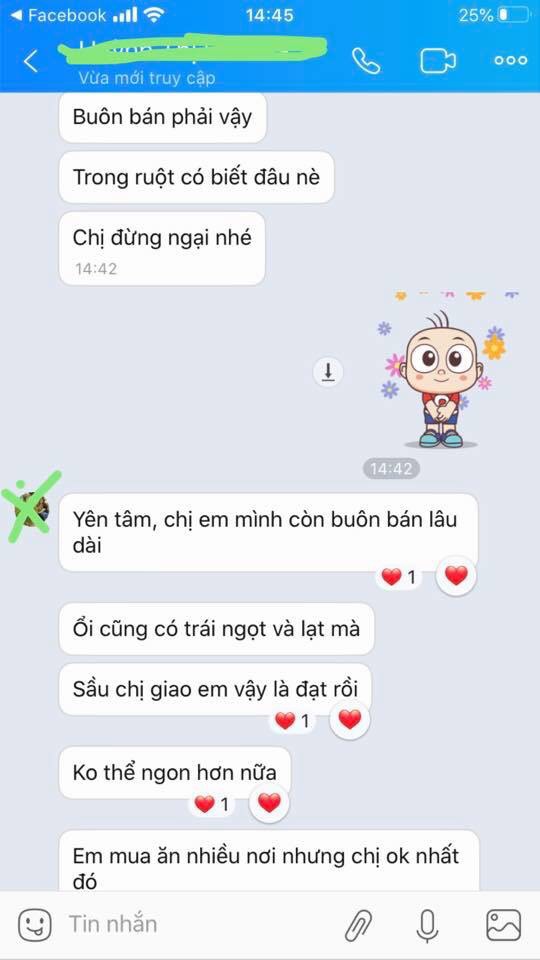 Facebook 14:45 25%
Vừa mới truy cập
Buôn bán phải vậy
Trong ruột có biết đâu nè
Chị đừng ngại nhé
14:42
14:42
Yên tâm, chị em mình còn buôn bán lâu
dài
1
Ổi cũng có trái ngọt và lạt mà
Sầu chị giao em vậy là đạt rồi
1
Ko thể ngon hơn nữa
1
Em mua ăn nhiều nơi nhưng chị ok nhất
đó
Tin nhắn